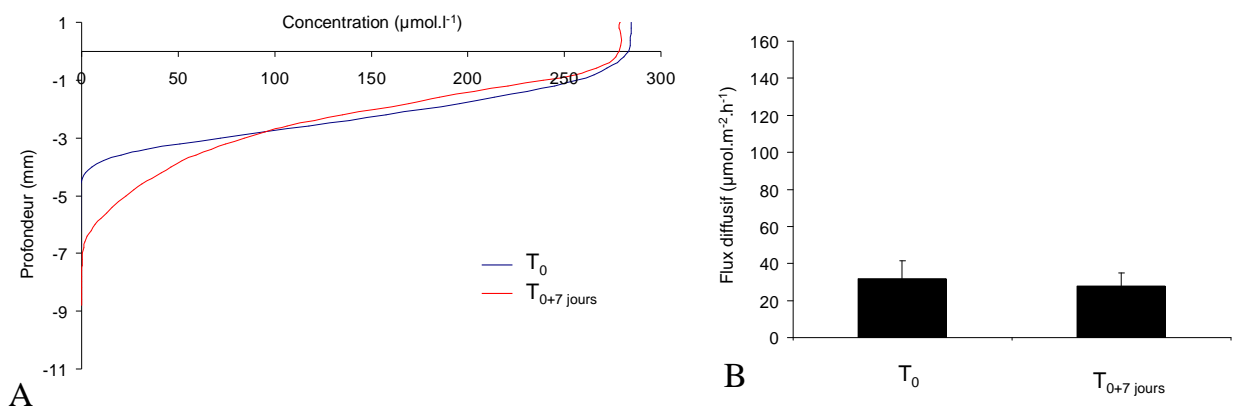 Concentration (µmol.l-1)
1
-1
-3
-5
-7
-9
-11
0 50 100 150 200 250 300
Profondeur (mm)
T0
T0+7 jours
A
160
140
120
100
80
60
40
20
0
Flux diffusif (µmol.m-2.h-1)
T0 T0+7 jours
B